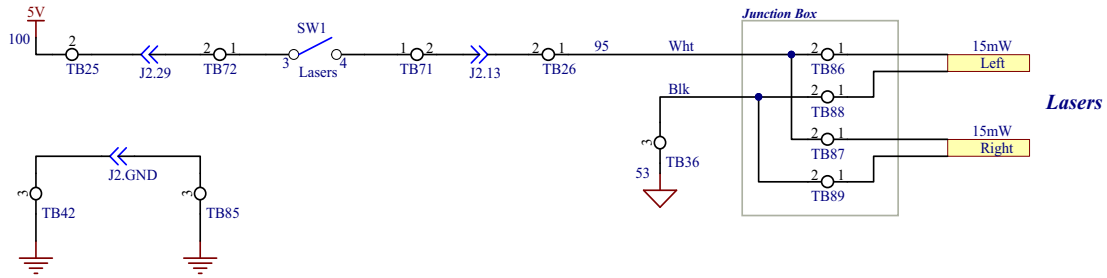 5V
100
2
TB25
J2.29
2 1
TB72
SW1
3 4
Lasers
1 2
TB71
J2.13
2 1
TB26
95
Wht
Blk
3
TB36
53
Junction Box
2 1
TB86
2 1
TB88
2 1
TB87
2 1
TB89
15mW
Left
15mW
Right
Lasers
J2.GND
3
TB42
3
TB85